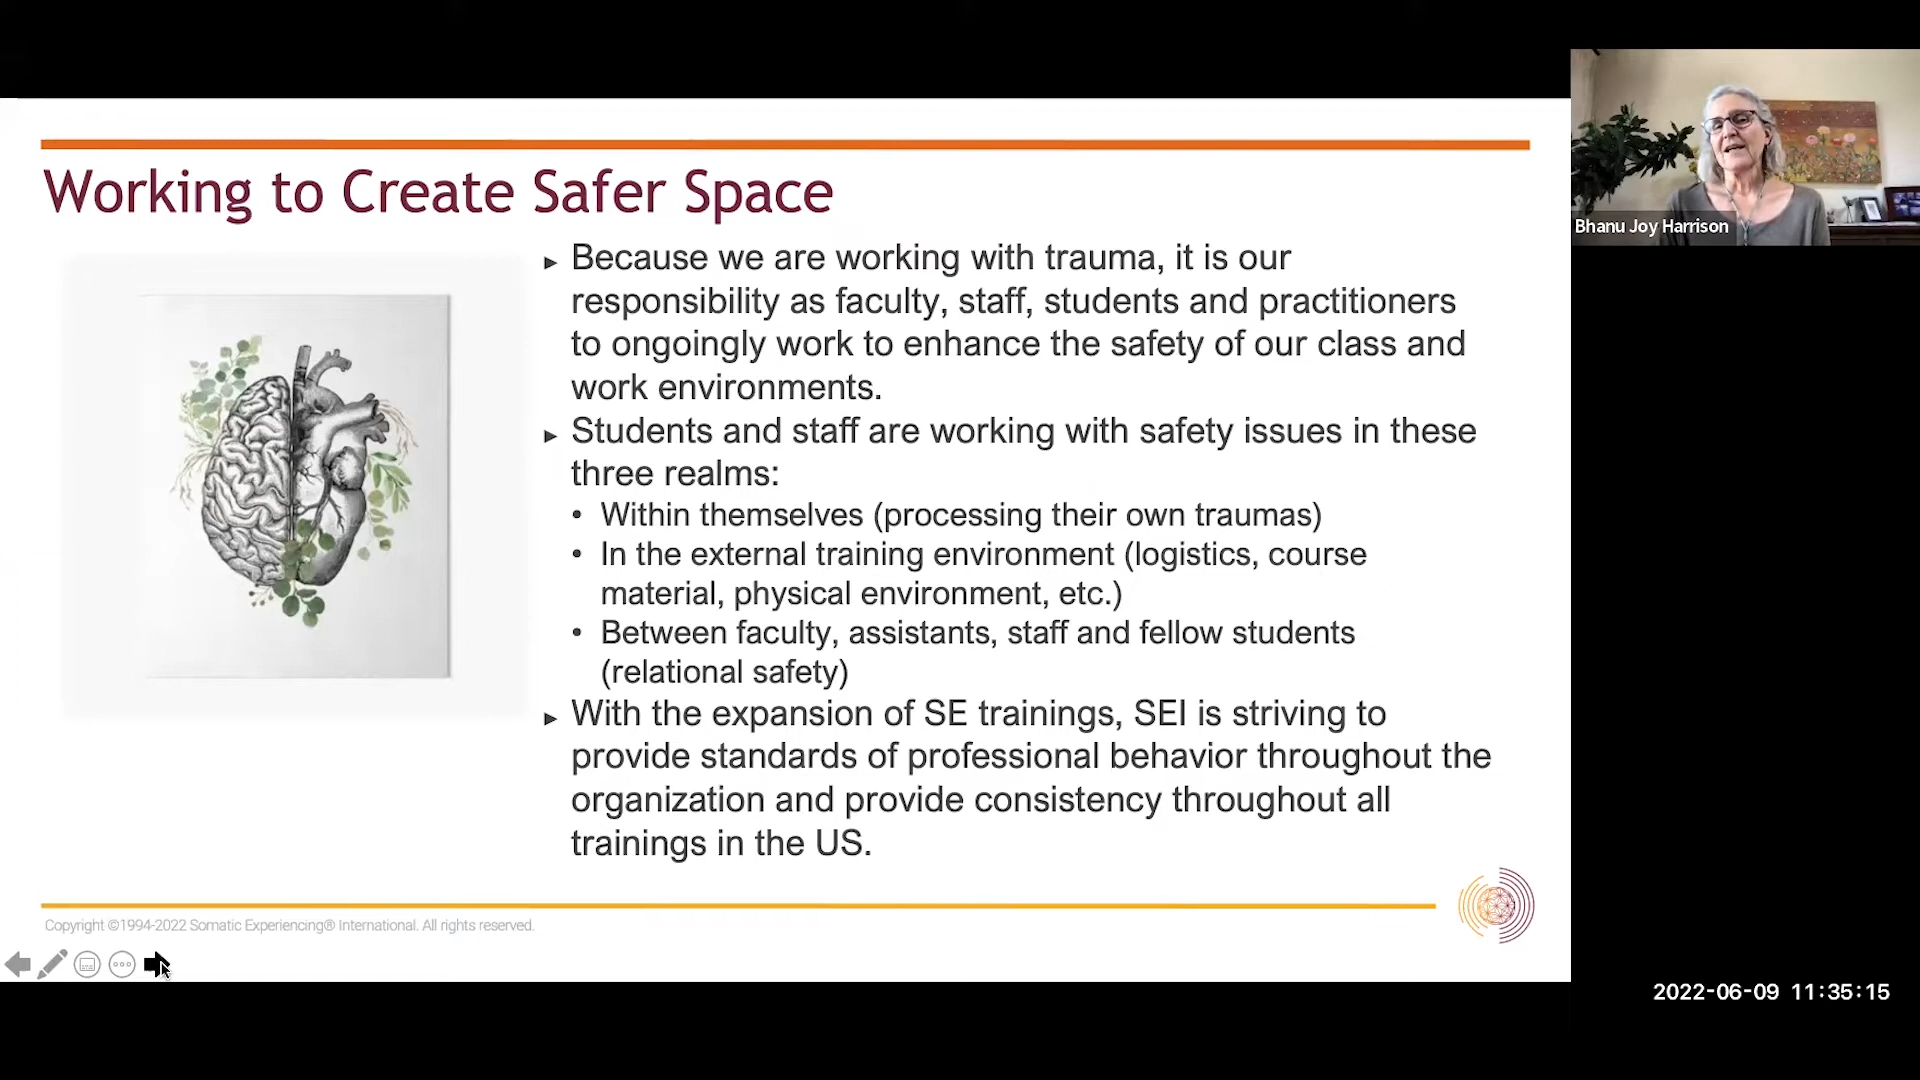 Working to Create Safer Space
▸ Because we are working with trauma, it is our
responsibility as faculty, staff, students and practitioners
to ongoingly work to enhance the safety of our class and
work environments.
▸ Students and staff are working with safety issues in these
three realms:
• Within themselves (processing their own traumas)
• In the external training environment (logistics, course
material, physical environment, etc.)
• Between faculty, assistants, staff and fellow students
(relational safety)
▸ With the expansion of SE trainings, SEI is striving to
provide standards of professional behavior throughout the
organization and provide consistency throughout all
trainings in the US.
Copyright ©1994-2022 Somatic Experiencing® International. All rights reserved.
Bhanu Joy Harrison
2022-06-09 11:35:15